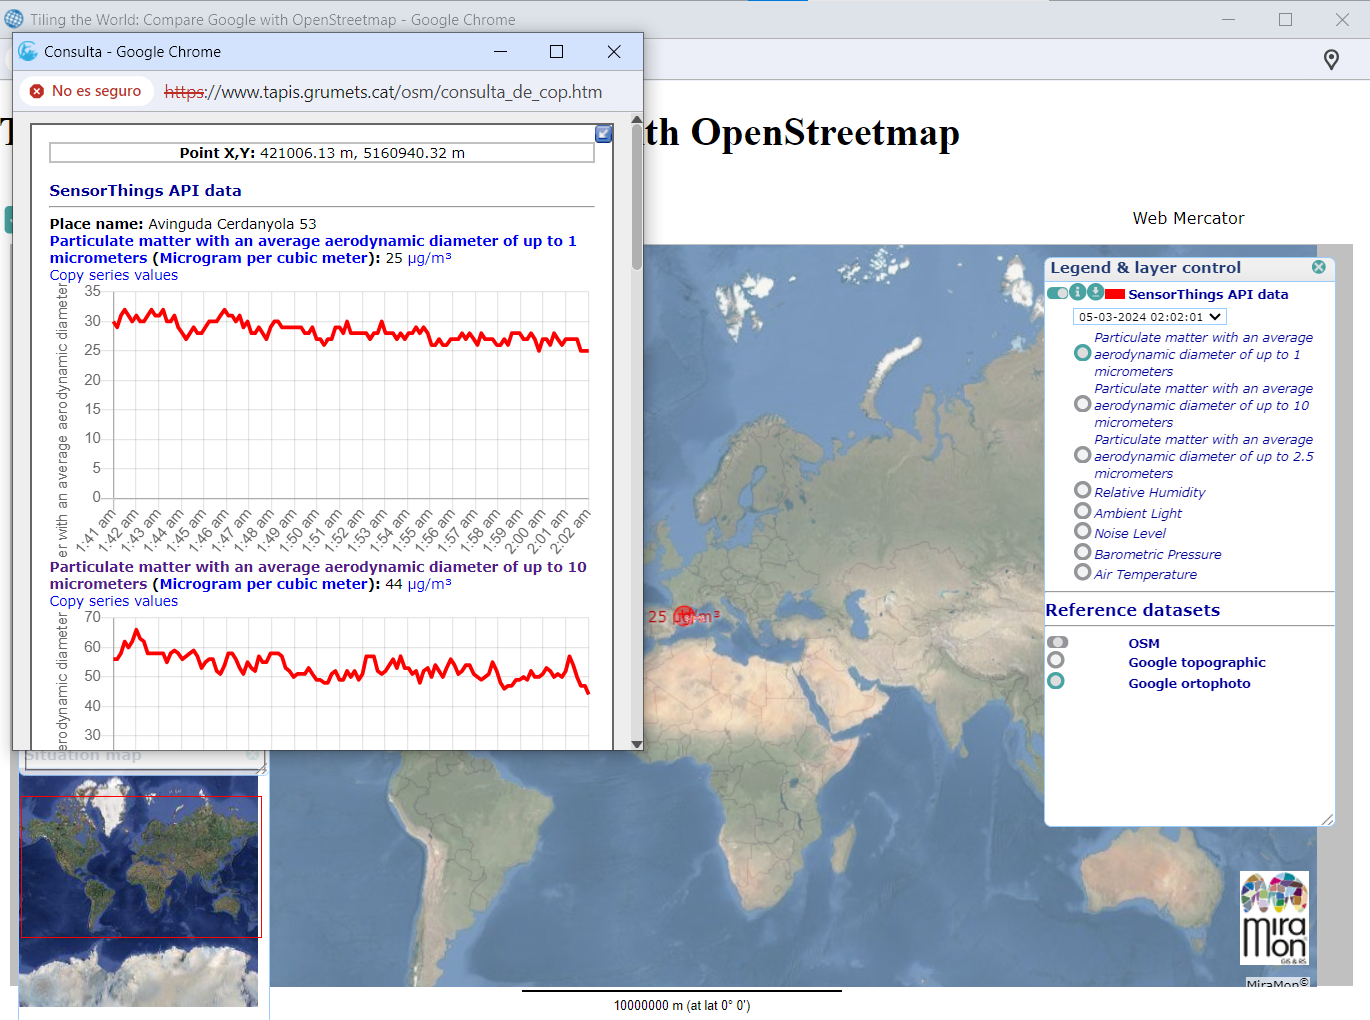 Tiling the World: Compare Google with OpenStreetmap - Google Chrome
Consulta - Google Chrome
No es seguro
https://www.tapis.grumets.cat/osm/consulta_de_cop.htm
th OpenStreetmap
Point X,Y: 421006.13 m, 5160940.32 m
SensorThings API data
Place name: Avinguda Cerdanyola 53
Particulate matter with an average aerodynamic diameter of up to 1
micrometers (Microgram per cubic meter): 25 µg/m³
Copy series values
er with an average aerodynamic diameter
35
30
25
20
15
10
5
0
1:41 am
1:42 am
1:43 am
1:44 am
1:45 am
1:46 am
1:47 am
1:48 am
1:49 am
1:50 am
1:51 am
1:52 am
1:53 am
1:54 am
1:55 am
1:56 am
1:57 am
1:58 am
1:59 am
2:00 am
2:01 am
2:02 am
Particulate matter with an average aerodynamic diameter of up to 10
micrometers (Microgram per cubic meter): 44 µg/m³
Copy series values
erodynamic diameter
70
60
50
40
30
Web Mercator
Legend & layer control
SensorThings API data
05-03-2024 02:02:01
Particulate matter with an average
aerodynamic diameter of up to 1
micrometers
Particulate matter with an average
aerodynamic diameter of up to 10
micrometers
Particulate matter with an average
aerodynamic diameter of up to 2.5
micrometers
Relative Humidity
Ambient Light
Noise Level
Barometric Pressure
Air Temperature
Reference datasets
OSM
Google topographic
Google ortophoto
25 µg/m³
Situation map
mira
mon
GIS & RS
MiraMon©
10000000 m (at lat 0° 0')